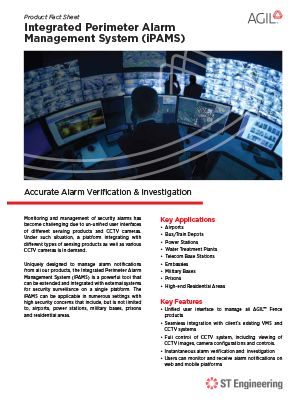 Product Fact Sheet
AGIL
Integrated Perimeter Alarm
Management System (iPAMS)
Accurate Alarm Verification & Investigation
Monitoring and management of security alarms has
become challenging due to un-unified user interfaces
of different sensing products and CCTV cameras.
Under such situation, a platform integrating with
different types of sensing products as well as various
CCTV cameras is in demand.
Uniquely designed to manage alarm notifications
from all our products, the Integrated Perimeter Alarm
Management System (iPAMS) is a powerful tool that
can be extended and integrated with external systems
for security surveillance on a single platform. The
iPAMS can be applicable in numerous settings with
high security concerns that include, but is not limited
to, airports, power stations, military bases, prisons
and residential areas.
Key Applications
• Airports
• Bus/Train Depots
• Power Stations
• Water Treatment Plants
• Telecom Base Stations
• Embassies
• Military Bases
• Prisons
• High-end Residential Areas
Key Features
• Unified user interface to manage all AGIL™ Fence
products
• Seamless integration with client's existing VMS and
CCTV systems
• Full control of CCTV system, including viewing of
CCTV images, camera configurations and controls.
• Instantaneous alarm verification and investigation
• Users can monitor and receive alarm notifications on
web and mobile platforms
ST Engineering